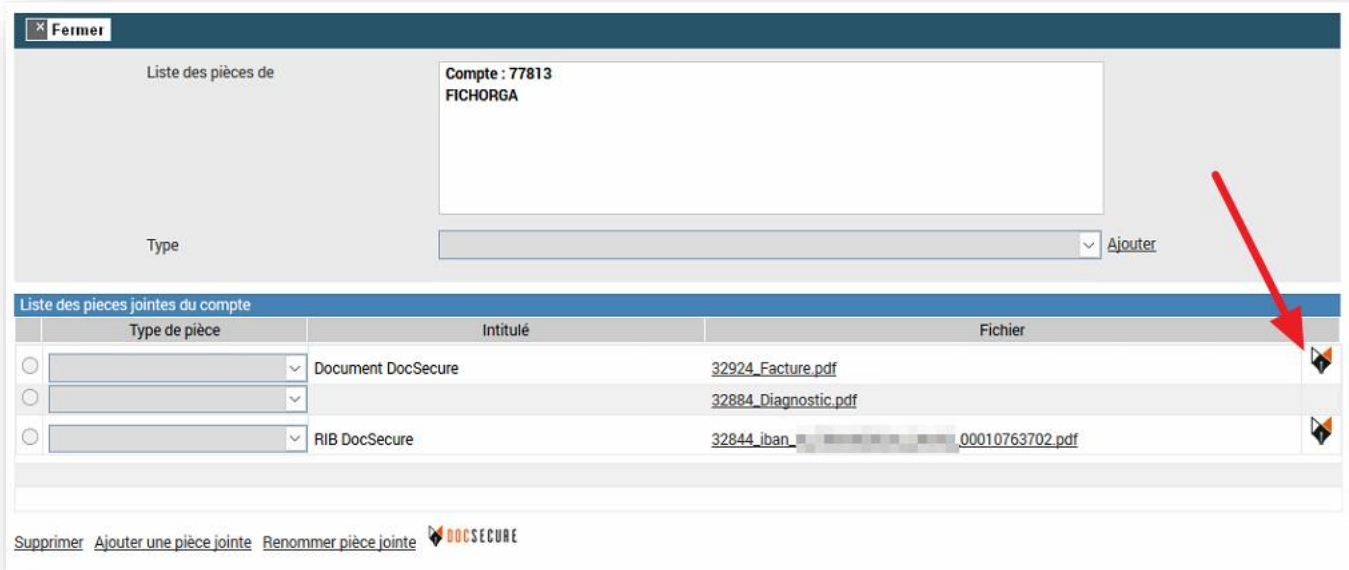 Fermer
Liste des pièces de
Compte : 77813
FICHORGA
Type
Ajouter
Liste des pieces jointes du compte
Type de pièce Intitulé Fichier
Document DocSecure 32924_Facture.pdf
32884_Diagnostic.pdf
RIB DocSecure 32844_iban_ 00010763702.pdf
Supprimer Ajouter une pièce jointe Renommer pièce jointe DOCSECURE